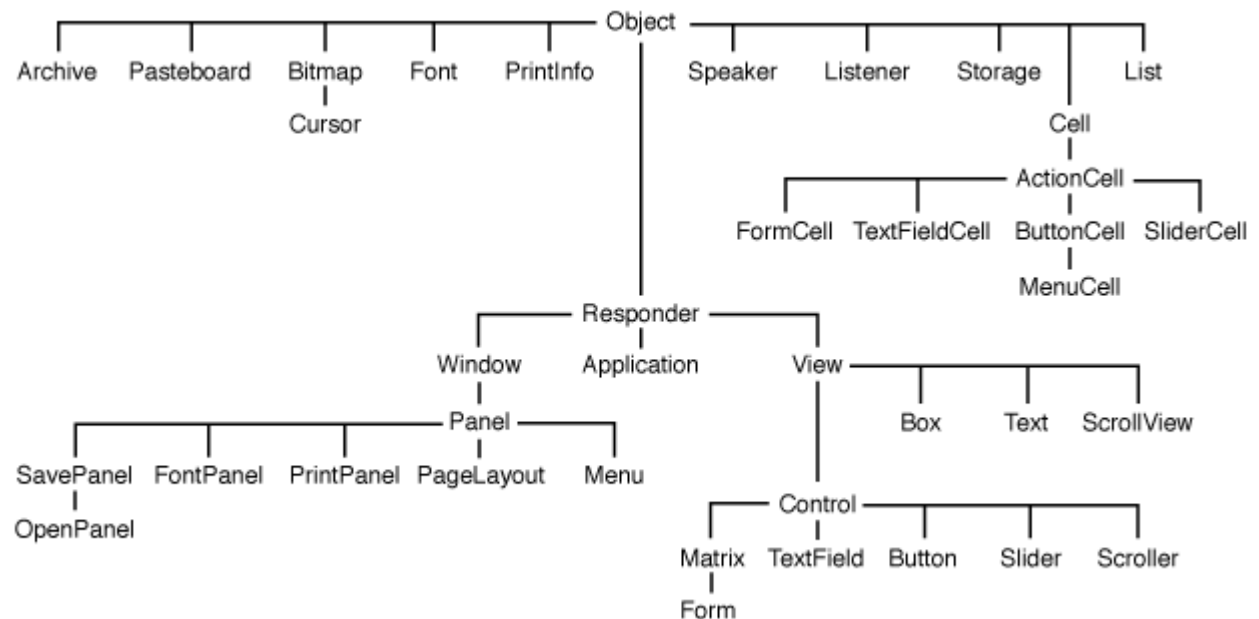 Object
Archive Pasteboard Bitmap Font PrintInfo Speaker Listener Storage List
Cursor Cell
ActionCell
FormCell TextFieldCell ButtonCell SliderCell
MenuCell
Responder
Window Application View
Panel Box Text ScrollView
SavePanel FontPanel PrintPanel PageLayout Menu
Control
OpenPanel
Matrix TextField Button Slider Scroller
Form